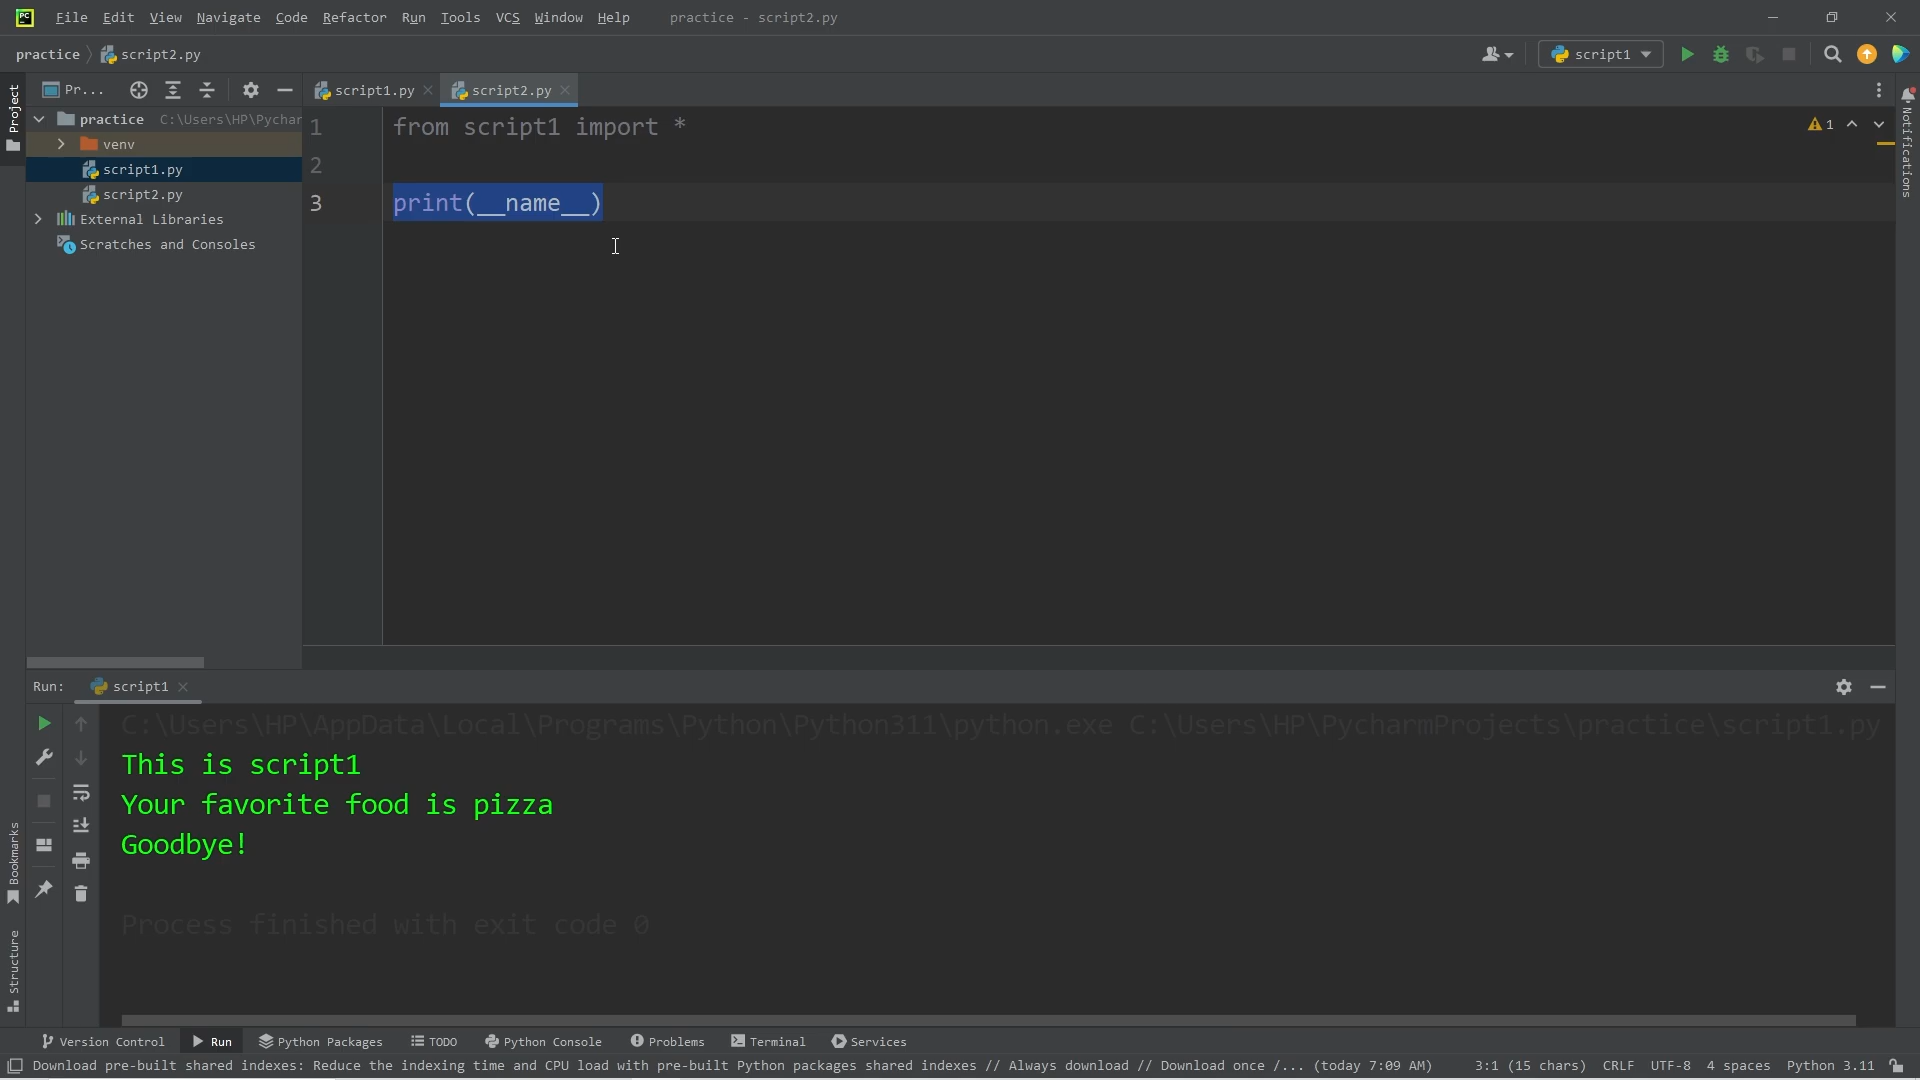 File Edit View Navigate Code Refactor Run Tools VCS Window Help practice - script2.py
practice script2.py script1
Pr... script1.py script2.py
Project
practice C:\Users\HP\Pychar
venv
script1.py
script2.py
External Libraries
Scratches and Consoles
1 from script1 import *
2
3 print(__name__)
1
Notifications
Run: script1
C:\Users\HP\AppData\Local\Programs\Python\Python311\python.exe C:\Users\HP\PycharmProjects\practice\script1.py
This is script1
Your favorite food is pizza
Goodbye!
Process finished with exit code 0
Bookmarks
Structure
Version Control Run Python Packages TODO Python Console Problems Terminal Services
Download pre-built shared indexes: Reduce the indexing time and CPU load with pre-built Python packages shared indexes // Always download // Download once /... (today 7:09 AM) 3:1 (15 chars) CRLF UTF-8 4 spaces Python 3.11